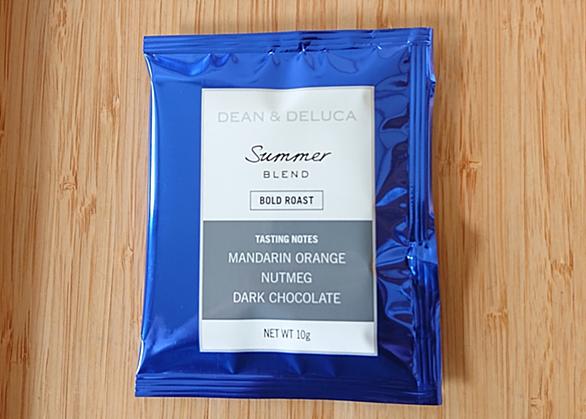 DEAN & DELUCA
Summer
BLEND
BOLD ROAST
TASTING NOTES
MANDARIN ORANGE
NUTMEG
DARK CHOCOLATE
NET WT 10g